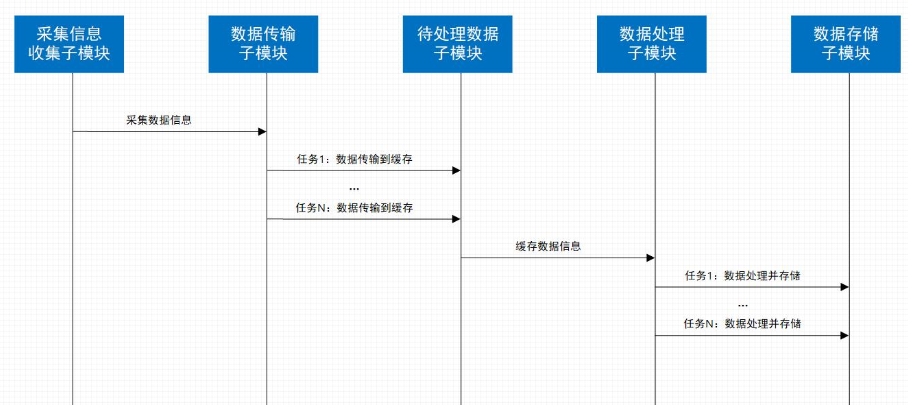 采集信息
收集子模块
数据传输
子模块
待处理数据
子模块
数据处理
子模块
数据存储
子模块
采集数据信息
任务1：数据传输到缓存
...
任务N：数据传输到缓存
缓存数据信息
任务1：数据处理并存储
...
任务N：数据处理并存储